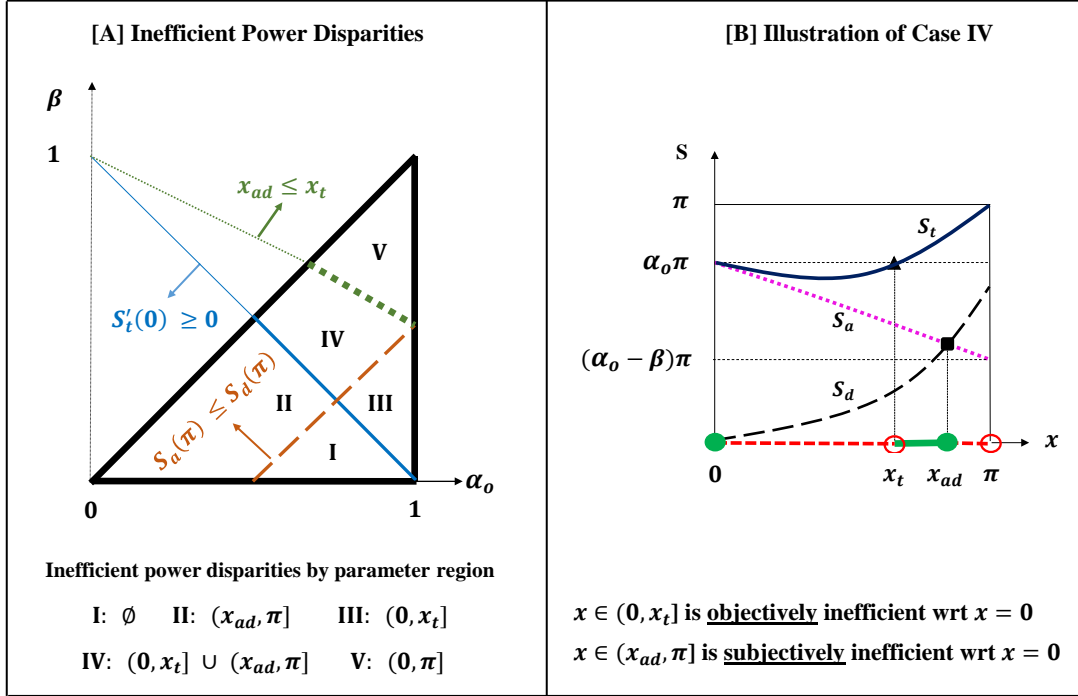 [A] Inefficient Power Disparities
β
1
x_ad ≤ x_t
V
S_t′(0) ≥ 0
IV
S_a(π) ≤ S_d(π)
II
III
I
α_o
0
1
Inefficient power disparities by parameter region
I: ∅ II: (x_ad, π] III: (0, x_t]
IV: (0, x_t] ∪ (x_ad, π] V: (0, π]
[B] Illustration of Case IV
S
π
S_t
α_oπ
S_a
(α_o − β)π
S_d
x
0
x_t
x_ad
π
x ∈ (0, x_t] is objectively inefficient wrt x = 0
x ∈ (x_ad, π] is subjectively inefficient wrt x = 0